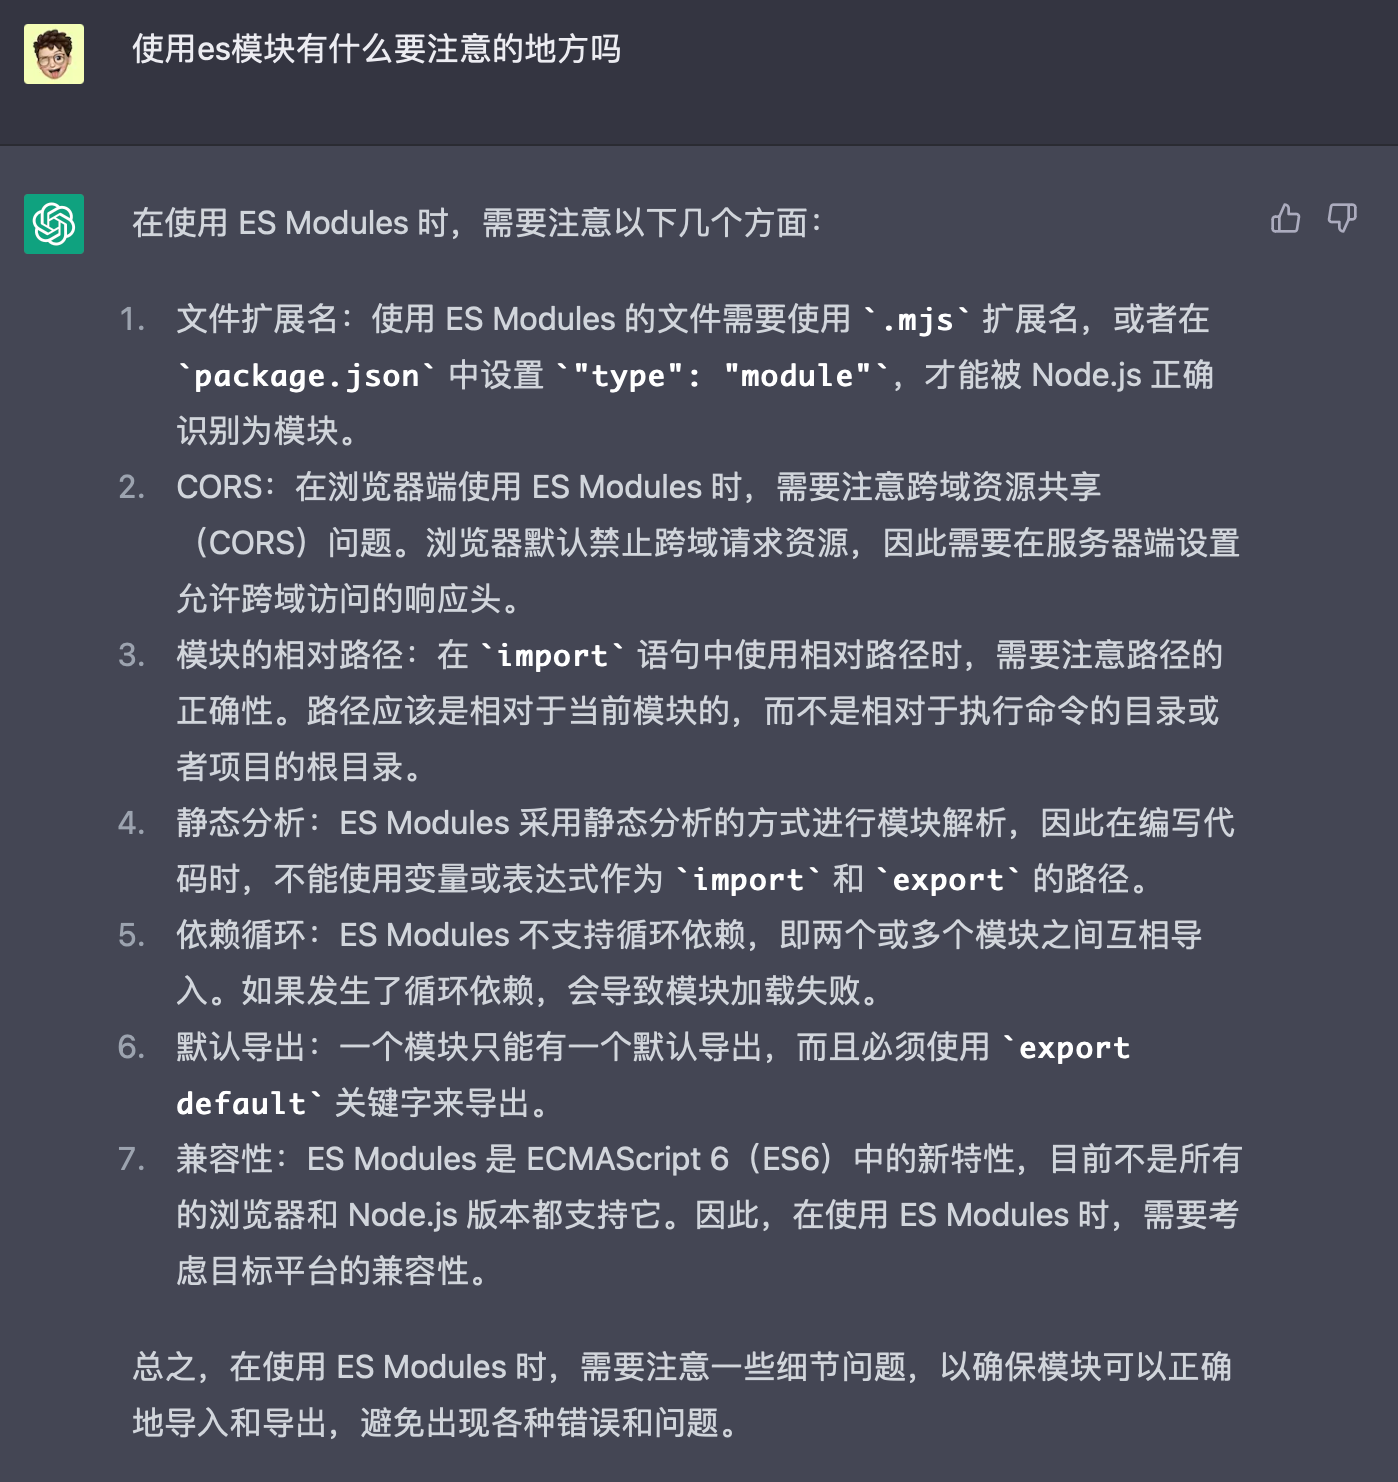 使用es模块有什么要注意的地方吗
在使用 ES Modules 时，需要注意以下几个方面：
1. 文件扩展名：使用 ES Modules 的文件需要使用 `.mjs` 扩展名，或者在
`package.json` 中设置 `"type": "module"`，才能被 Node.js 正确
识别为模块。
2. CORS：在浏览器端使用 ES Modules 时，需要注意跨域资源共享
（CORS）问题。浏览器默认禁止跨域请求资源，因此需要在服务器端设置
允许跨域访问的响应头。
3. 模块的相对路径：在 `import` 语句中使用相对路径时，需要注意路径的
正确性。路径应该是相对于当前模块的，而不是相对于执行命令的目录或
者项目的根目录。
4. 静态分析：ES Modules 采用静态分析的方式进行模块解析，因此在编写代
码时，不能使用变量或表达式作为 `import` 和 `export` 的路径。
5. 依赖循环：ES Modules 不支持循环依赖，即两个或多个模块之间互相导
入。如果发生了循环依赖，会导致模块加载失败。
6. 默认导出：一个模块只能有一个默认导出，而且必须使用 `export
default` 关键字来导出。
7. 兼容性：ES Modules 是 ECMAScript 6（ES6）中的新特性，目前不是所有
的浏览器和 Node.js 版本都支持它。因此，在使用 ES Modules 时，需要考
虑目标平台的兼容性。
总之，在使用 ES Modules 时，需要注意一些细节问题，以确保模块可以正确
地导入和导出，避免出现各种错误和问题。